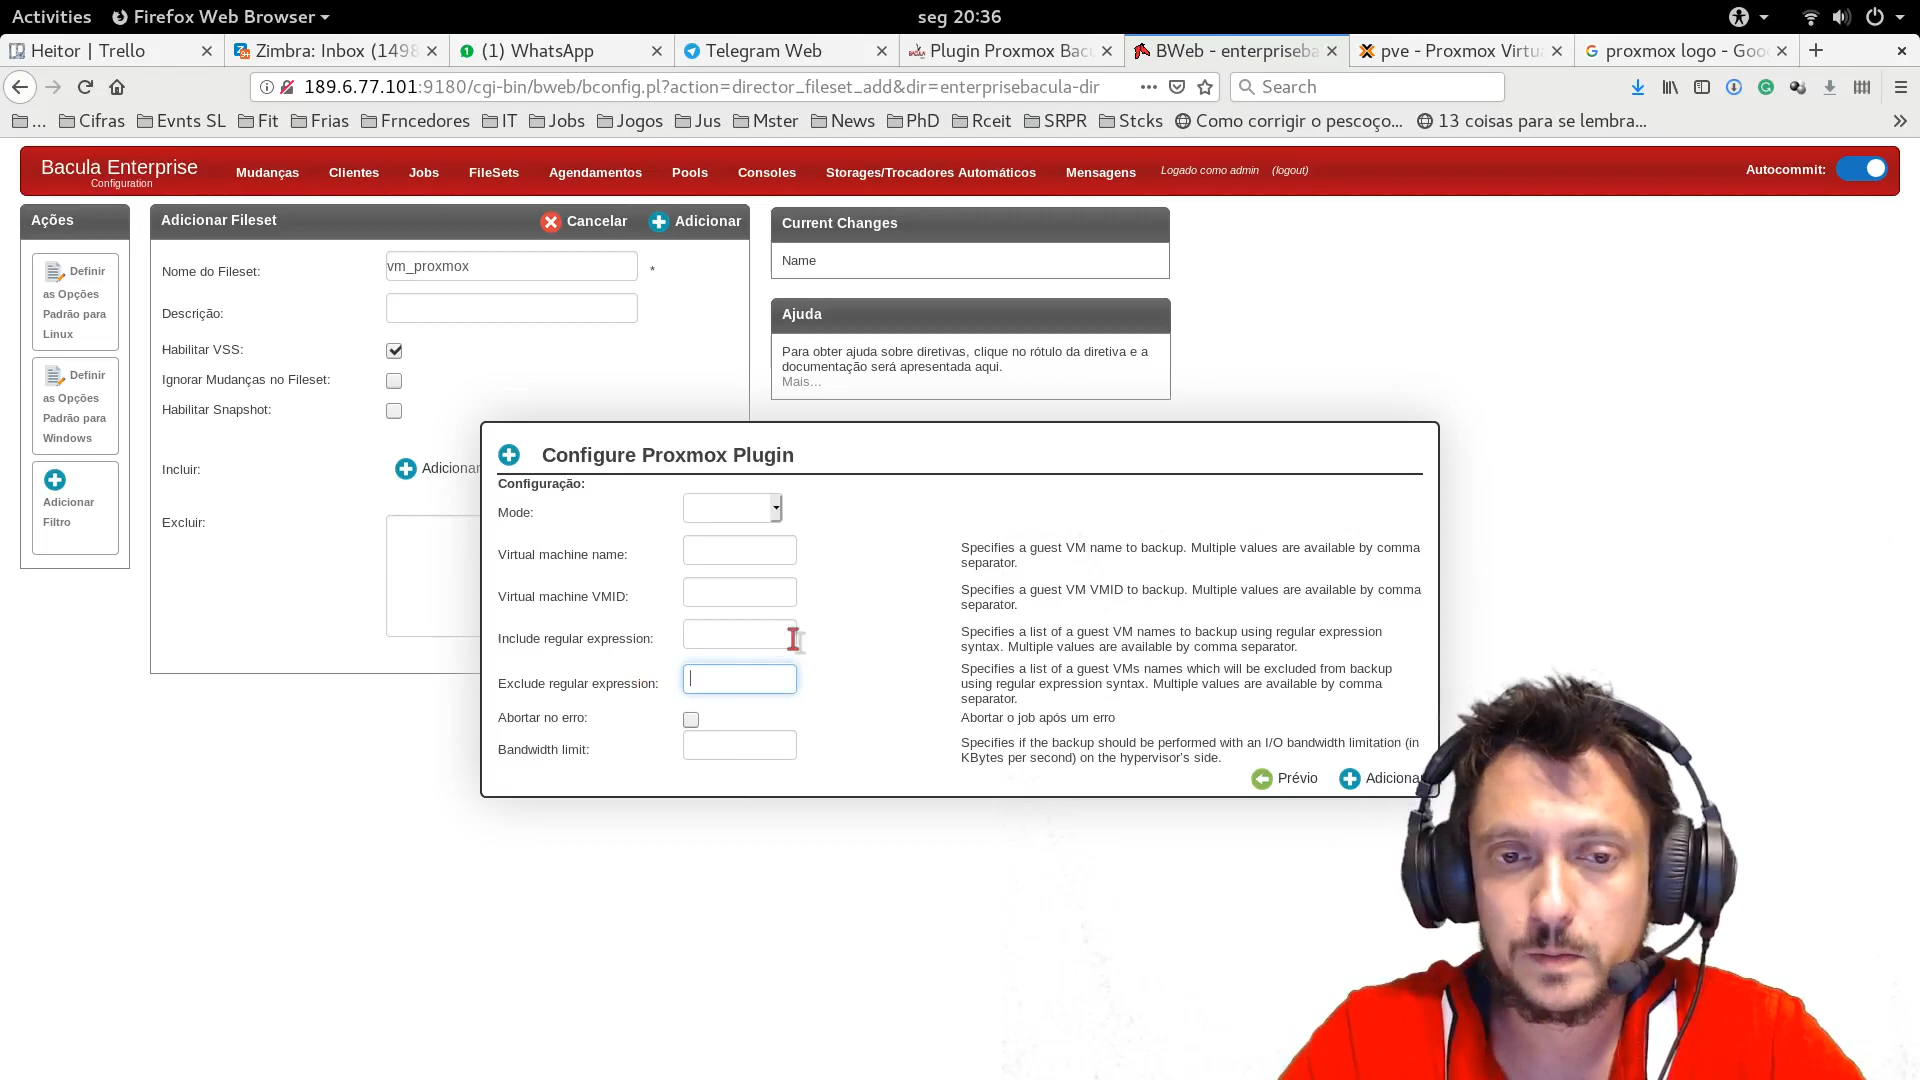 Activities
Firefox Web Browser
seg 20:36
Heitor | Trello
Zimbra: Inbox (1498
(1) WhatsApp
Telegram Web
Plugin Proxmox Bac
BWeb - enterpriseba
pve - Proxmox Virtu
proxmox logo - Goo
189.6.77.101:9180/cgi-bin/bweb/bconfig.pl?action=director_fileset_add&dir=enterprisebacula-dir
Search
...
Cifras
Evnts SL
Fit
Frias
Frncedores
IT
Jobs
Jogos
Jus
Mster
News
PhD
Rceit
SRPR
Stcks
Como corrigir o pescoço...
13 coisas para se lembra...
Bacula Enterprise
Configuration
Mudanças
Clientes
Jobs
FileSets
Agendamentos
Pools
Consoles
Storages/Trocadores Automáticos
Mensagens
Logado como admin
(logout)
Autocommit:
Ações
Definir
as Opções
Padrão para
Linux
Definir
as Opções
Padrão para
Windows
Adicionar
Filtro
Adicionar Fileset
Cancelar
Adicionar
Nome do Fileset:
vm_proxmox
*
Descrição:
Habilitar VSS:
Ignorar Mudanças no Fileset:
Habilitar Snapshot:
Incluir:
Adicionar
Excluir:
Current Changes
Name
Ajuda
Para obter ajuda sobre diretivas, clique no rótulo da diretiva e a
documentação será apresentada aqui.
Mais...
Configure Proxmox Plugin
Configuração:
Mode:
Virtual machine name:
Specifies a guest VM name to backup. Multiple values are available by comma
separator.
Virtual machine VMID:
Specifies a guest VM VMID to backup. Multiple values are available by comma
separator.
Include regular expression:
Specifies a list of a guest VM names to backup using regular expression
syntax. Multiple values are available by comma separator.
Exclude regular expression:
Specifies a list of a guest VMs names which will be excluded from backup
using regular expression syntax. Multiple values are available by comma
separator.
Abortar no erro:
Abortar o job após um erro
Bandwidth limit:
Specifies if the backup should be performed with an I/O bandwidth limitation (in
KBytes per second) on the hypervisor's side.
Prévio
Adicionar